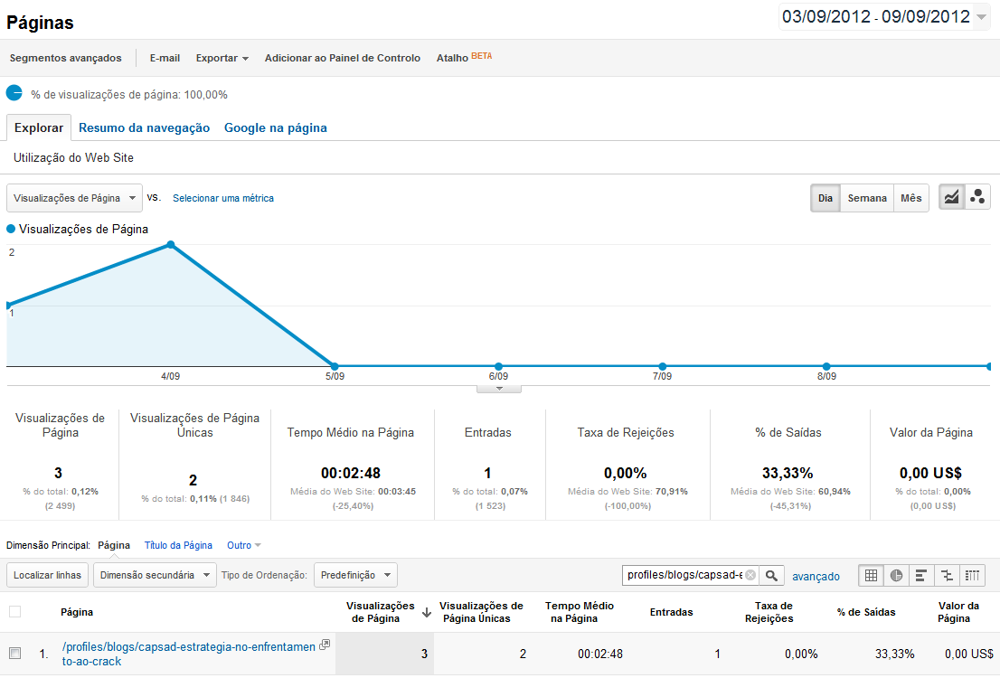 Páginas
03/09/2012 - 09/09/2012
Segmentos avançados
E-mail
Exportar
Adicionar ao Painel de Controlo
Atalho BETA
% de visualizações de página: 100,00%
Explorar
Resumo da navegação
Google na página
Utilização do Web Site
Visualizações de Página
vs.
Selecionar uma métrica
Dia
Semana
Mês
Visualizações de Página
2
1
4/09
5/09
6/09
7/09
8/09
Visualizações de
Página
3
% do total: 0,12%
(2 499)
Visualizações de Página
Únicas
2
% do total: 0,11% (1 846)
Tempo Médio na Página
00:02:48
Média do Web Site: 00:03:45
(-25,40%)
Entradas
1
% do total: 0,07%
(1 523)
Taxa de Rejeições
0,00%
Média do Web Site: 70,91%
(-100,00%)
% de Saídas
33,33%
Média do Web Site: 60,94%
(-45,31%)
Valor da Página
0,00 US$
% do total: 0,00%
(0,00 US$)
Dimensão Principal: Página Título da Página Outro
Localizar linhas
Dimensão secundária
Tipo de Ordenação:
Predefinição
profiles/blogs/capsad-e
avançado
Página
Visualizações
de Página
Visualizações de
Página Únicas
Tempo Médio
na Página
Entradas
Taxa de
Rejeições
% de Saídas
Valor da
Página
1.
/profiles/blogs/capsad-estrategia-no-enfrentamen
to-ao-crack
3
2
00:02:48
1
0,00%
33,33%
0,00 US$